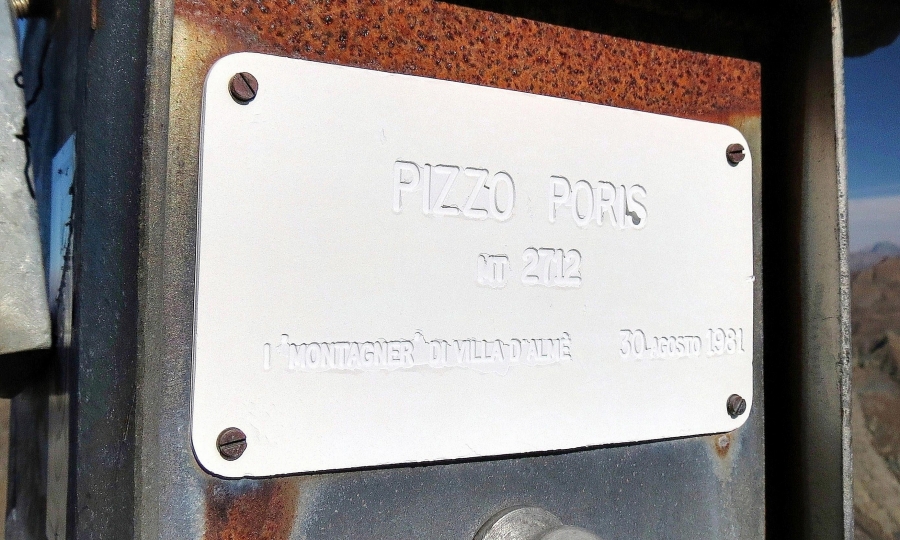 PIZZO PORIS
MT 2712
I "MONTAGNER" DI VILLA D'ALMÈ 30 AGOSTO 1981